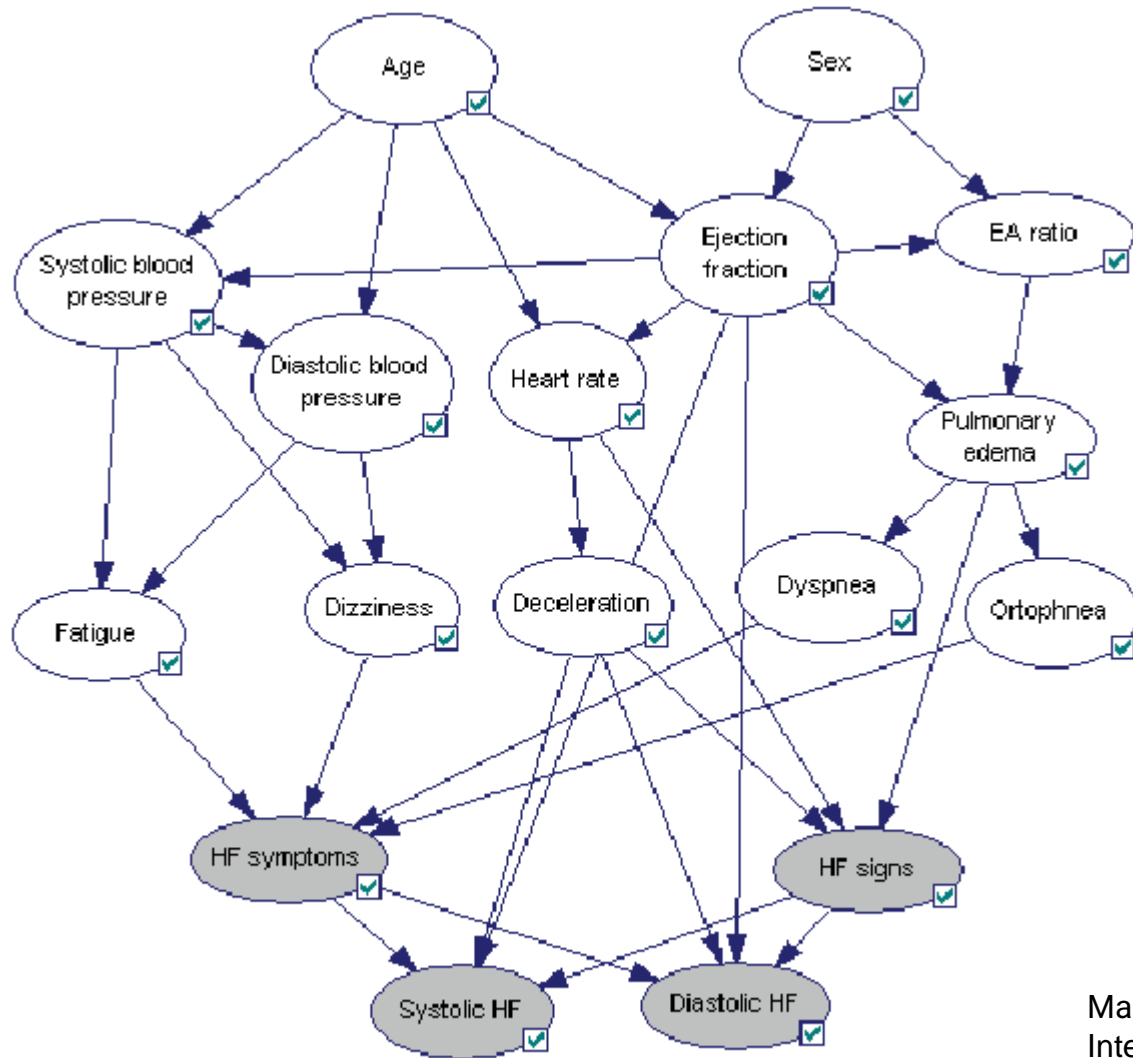 Age
Sex
Systolic blood
pressure
Ejection
fraction
EA ratio
Diastolic blood
pressure
Heart rate
Pulmonary
edema
Fatigue
Dizziness
Deceleration
Dyspnea
Ortophnea
HF symptoms
HF signs
Systolic HF
Diastolic HF
Ma
Inte